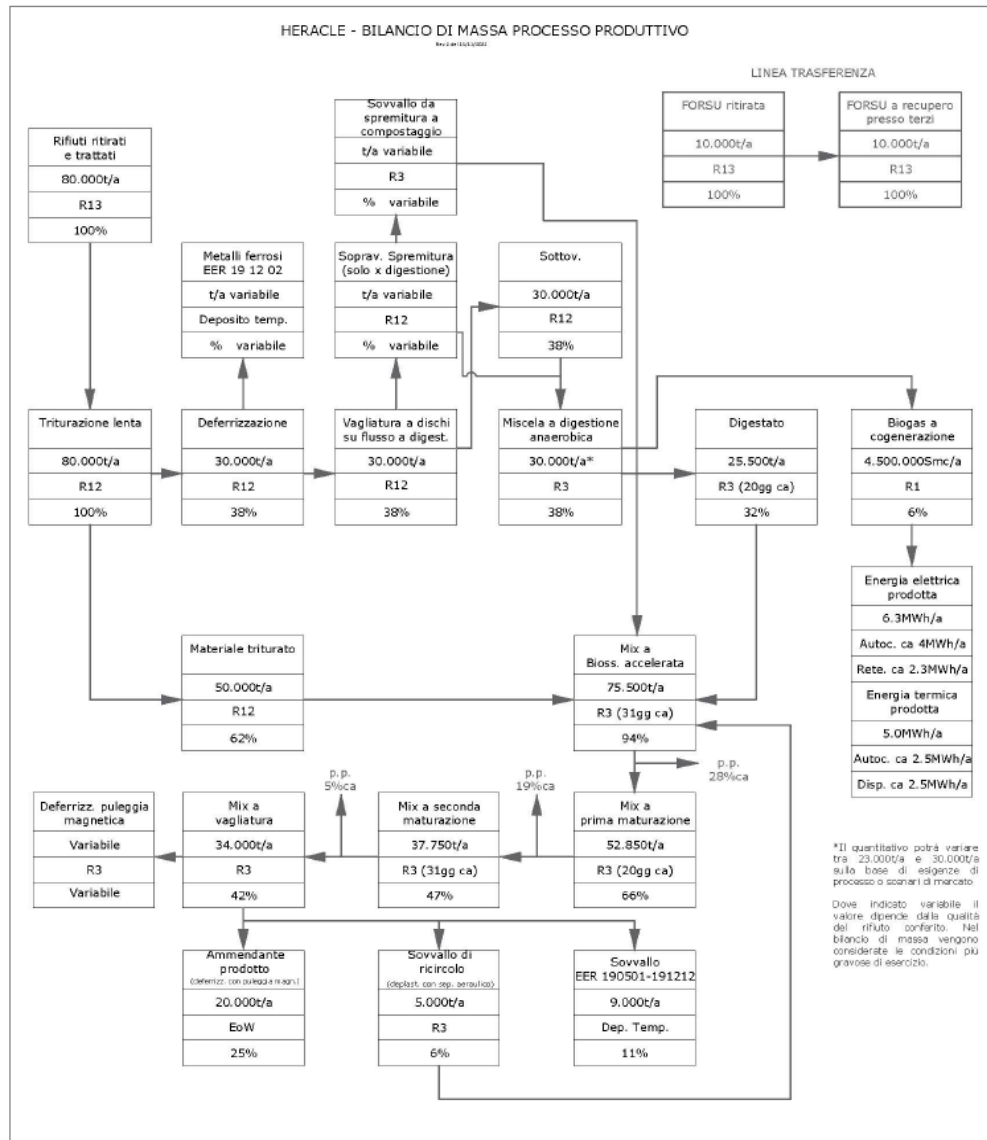 HERACLE - BILANCIO DI MASSA PROCESSO PRODUTTIVO
LINEA TRASFERENZA
FORSU ritirata
10.000t/a
R13
100%
FORSU a recupero
presso terzi
10.000t/a
R13
100%
Rifiuti ritirati
e trattati
80.000t/a
R13
100%
Sovvallo da
spremitura a
compostaggio
t/a variabile
R3
% variabile
Metalli ferrosi
EER 19 12 02
t/a variabile
Deposito temp.
% variabile
Soprav. Spremitura
(solo x digestione)
t/a variabile
R12
% variabile
Sottov.
30.000t/a
R12
38%
Triturazione lenta
80.000t/a
R12
100%
Deferrizzazione
30.000t/a
R12
38%
Vagliatura a dischi
su flusso a digest.
30.000t/a
R12
38%
Miscela a digestione
anaerobica
30.000t/a*
R3
38%
Digestato
25.500t/a
R3 (20gg ca)
32%
Biogas a
cogenerazione
4.500.000Smc/a
R1
6%
Energia elettrica
prodotta
6.3MWh/a
Autoc. ca 4MWh/a
Rete. ca 2.3MWh/a
Energia termica
prodotta
5.0MWh/a
Autoc. ca 2.5MWh/a
Disp. ca 2.5MWh/a
Materiale triturato
50.000t/a
R12
62%
Mix a
Bioss. accelerata
75.500t/a
R3 (31gg ca)
94%
p.p.
28%ca
p.p.
19%ca
p.p.
5%ca
Deferrizz. puleggia
magnetica
Variabile
R3
Variabile
Mix a
vagliatura
34.000t/a
R3
42%
Mix a seconda
maturazione
37.750t/a
R3 (31gg ca)
47%
Mix a
prima maturazione
52.850t/a
R3 (20gg ca)
66%
*Il quantitativo potrà variare
tra 23.000t/a e 30.000t/a
sulla base di esigenze di
processo o scenari di mercato
Dove indicato variabile il
valore dipende dalla qualità
del rifiuto conferito. Nel
bilancio di massa vengono
considerate le condizioni più
gravose di esercizio.
Ammendante
prodotto
(deferrizz. con puleggia magn.)
20.000t/a
EoW
25%
Sovvallo di
ricircolo
(deplast. con sep. aeraulico)
5.000t/a
R3
6%
Sovvallo
EER 190501-191212
9.000t/a
Dep. Temp.
11%